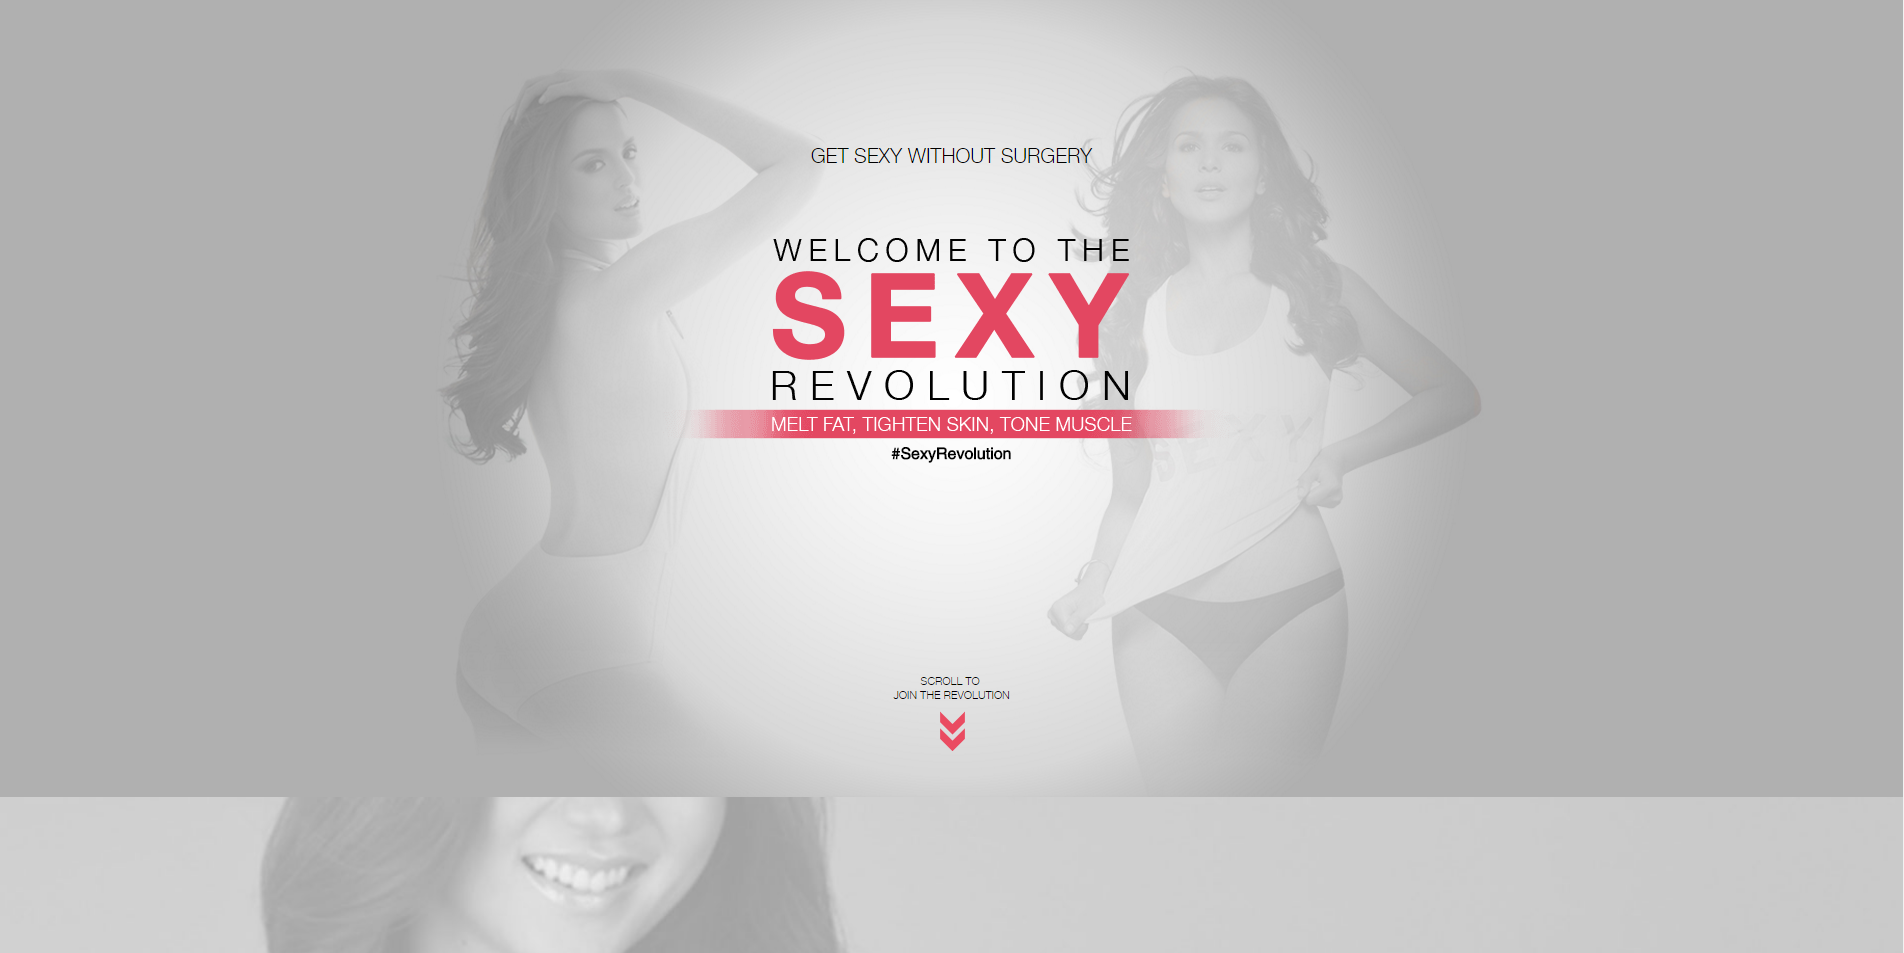 GET SEXY WITHOUT SURGERY
WELCOME TO THE
SEXY
REVOLUTION
MELT FAT, TIGHTEN SKIN, TONE MUSCLE
#SexyRevolution
SEXY
SCROLL TO
JOIN THE REVOLUTION